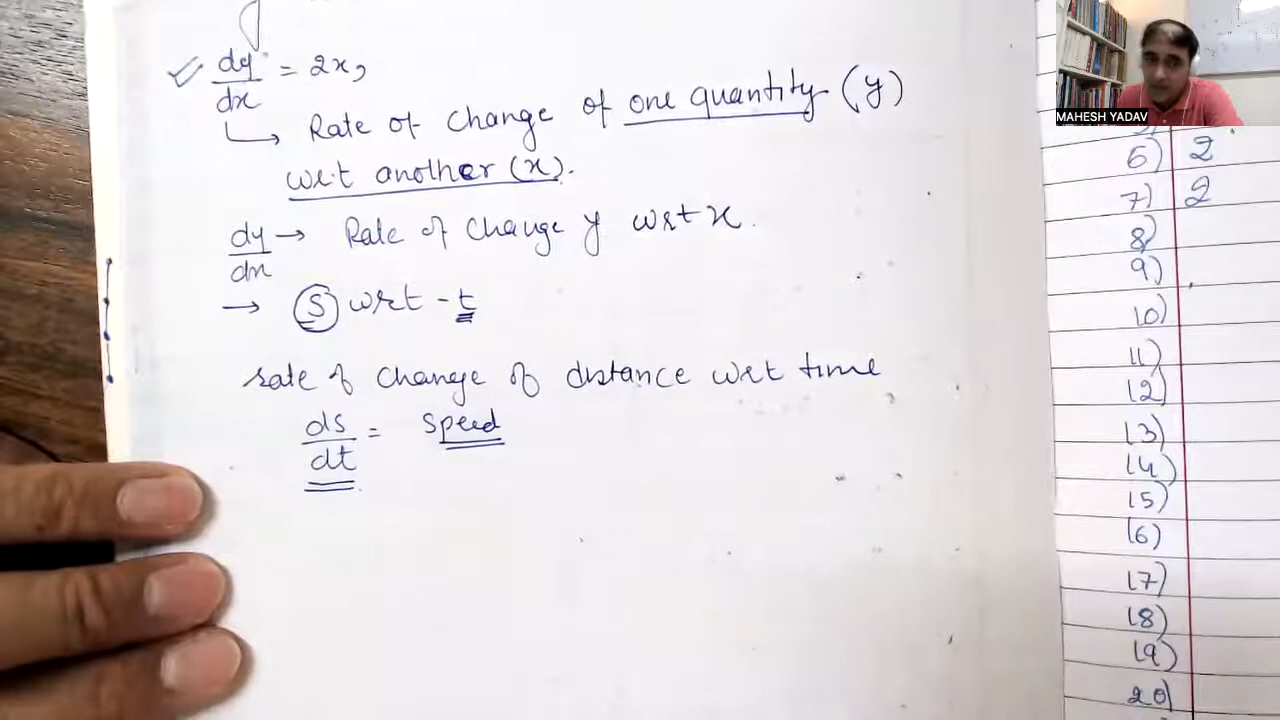 dy/dx = 2x,
↳ Rate of change of one quantity (y)
w.r.t another (x).
dy/dx → Rate of change y wrt x.
→ S wrt - t
rate of change of distance wrt time
ds/dt = speed
MAHESH YADAV
6) 2
7) 2
8)
9)
10)
11)
12)
13)
14)
15)
16)
17)
18)
19)
20)